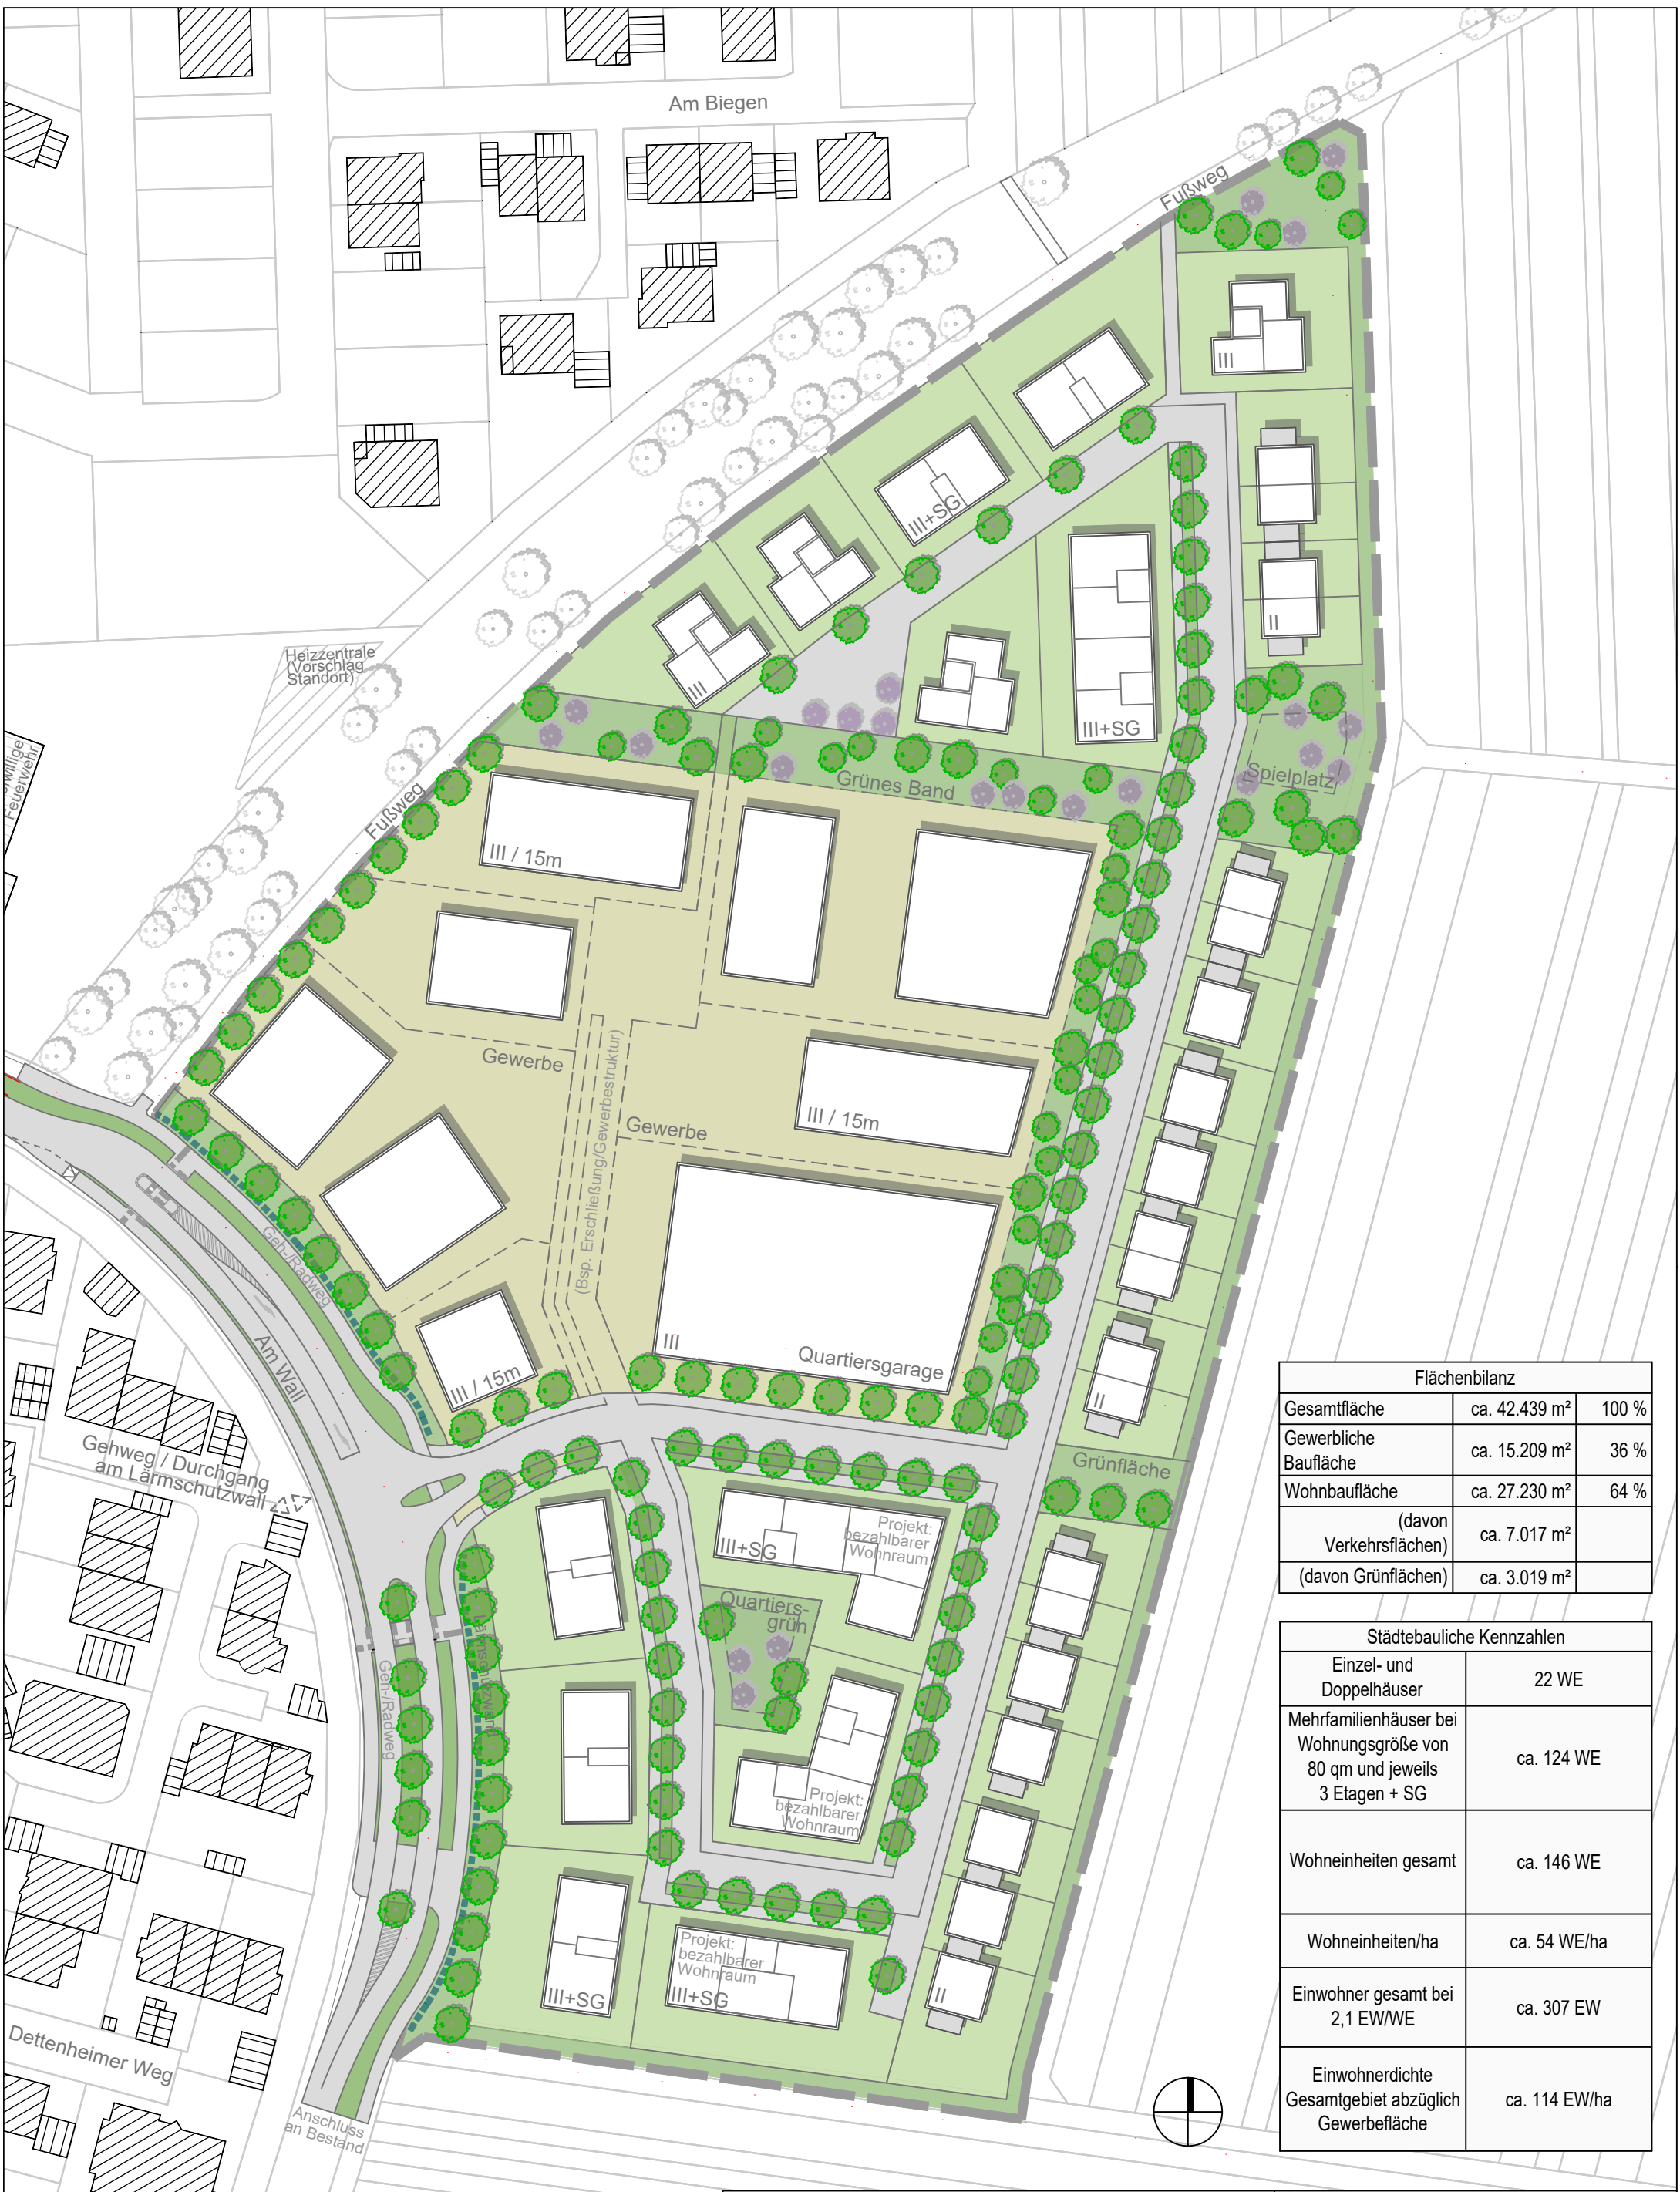 Am Biegen
Fußweg
III
III+SG
II
III
III+SG
Heizzentrale
(Vorschlag
Standort)
Feuerwehr
Grünes Band
Spielplatz
Fußweg
III / 15m
Gewerbe
(Bsp. Erschließung/Gewerbestruktur)
III / 15m
Gewerbe
III
Quartiersgarage
III / 15m
II
Geh-/Radweg
Am Wall
Gehweg / Durchgang
am Lärmschutzwall
Grünfläche
III+SG
Projekt:
bezahlbarer
Wohnraum
Quartiers-
grün
Lärmschutzwall
Geh-/Radweg
Projekt:
bezahlbarer
Wohnraum
III+SG
Projekt:
bezahlbarer
Wohnraum
III+SG
II
Dettenheimer Weg
Anschluss
an Bestand
Flächenbilanz
Gesamtfläche ca. 42.439 m² 100 %
Gewerbliche
Baufläche ca. 15.209 m² 36 %
Wohnbaufläche ca. 27.230 m² 64 %
(davon
Verkehrsflächen) ca. 7.017 m²
(davon Grünflächen) ca. 3.019 m²
Städtebauliche Kennzahlen
Einzel- und
Doppelhäuser 22 WE
Mehrfamilienhäuser bei
Wohnungsgröße von
80 qm und jeweils
3 Etagen + SG
ca. 124 WE
Wohneinheiten gesamt ca. 146 WE
Wohneinheiten/ha ca. 54 WE/ha
Einwohner gesamt bei
2,1 EW/WE
ca. 307 EW
Einwohnerdichte
Gesamtgebiet abzüglich
Gewerbefläche
ca. 114 EW/ha